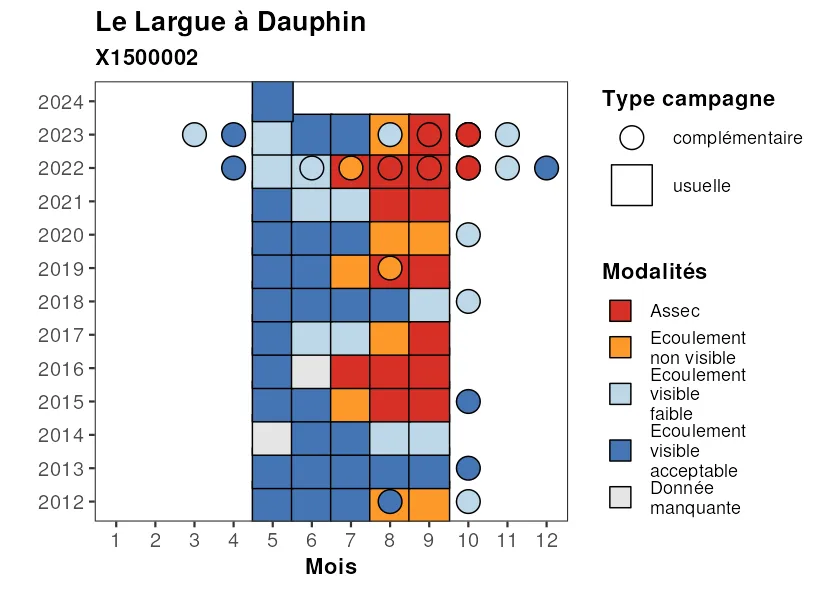 Le Largue à Dauphin
X1500002
2024
2023
2022
2021
2020
2019
2018
2017
2016
2015
2014
2013
2012
1 2 3 4 5 6 7 8 9 10 11 12
Mois
Type campagne
complémentaire
usuelle
Modalités
Assec
Ecoulement
non visible
Ecoulement
visible
faible
Ecoulement
visible
acceptable
Donnée
manquante